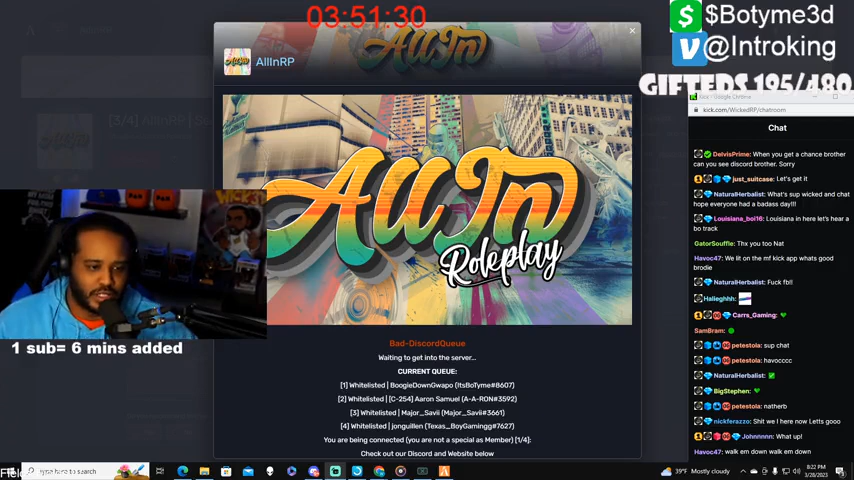 03:51:30
$Botyme3d
@Introking
GIFTEDS 195/480
AllIn
AllInRP
AllIn
Roleplay
1 sub= 6 mins added
Bad-DiscordQueue
Waiting to get into the server...
CURRENT QUEUE:
[1] Whitelisted | BoogieDownGwapo (ItsBoTyme#8607)
[2] Whitelisted | [C-254] Aaron Samuel (A-A-RON#3592)
[3] Whitelisted | Major_Savii (Major_Savii#3661)
[4] Whitelisted | jonguillen (Texas_BoyGamingg#7627)
You are being connected (you are not a special as Member) [1/4]:
Check out our Discord and Website below
kick.com/WickedRP/chatroom
Chat
DelvisPrime: When you get a chance brother
can you see discord brother. Sorry
just_suitcase: Let's get it
NaturalHerbalist: What's sup wicked and chat
hope everyone had a badass day!!!
Louisiana_boi16: Louisiana in here let's hear a
bo track
GatorSouffle: Thx you too Nat
Havoc47: We lit on the mf kick app whats good
brodie
NaturalHerbalist: Fuck fb!!
Halleghhh:
Carrs_Gaming:
SamBram:
petestola: sup chat
petestola: havocccc
NaturalHerbalist:
BigStephen:
petestola: natherb
nickferazzo: Shit we I here now Letts gooo
Johnnnnn: What up!
Havoc47: walk em down walk em down
Type here to search
39°F Mostly cloudy
8:22 PM
3/28/2023